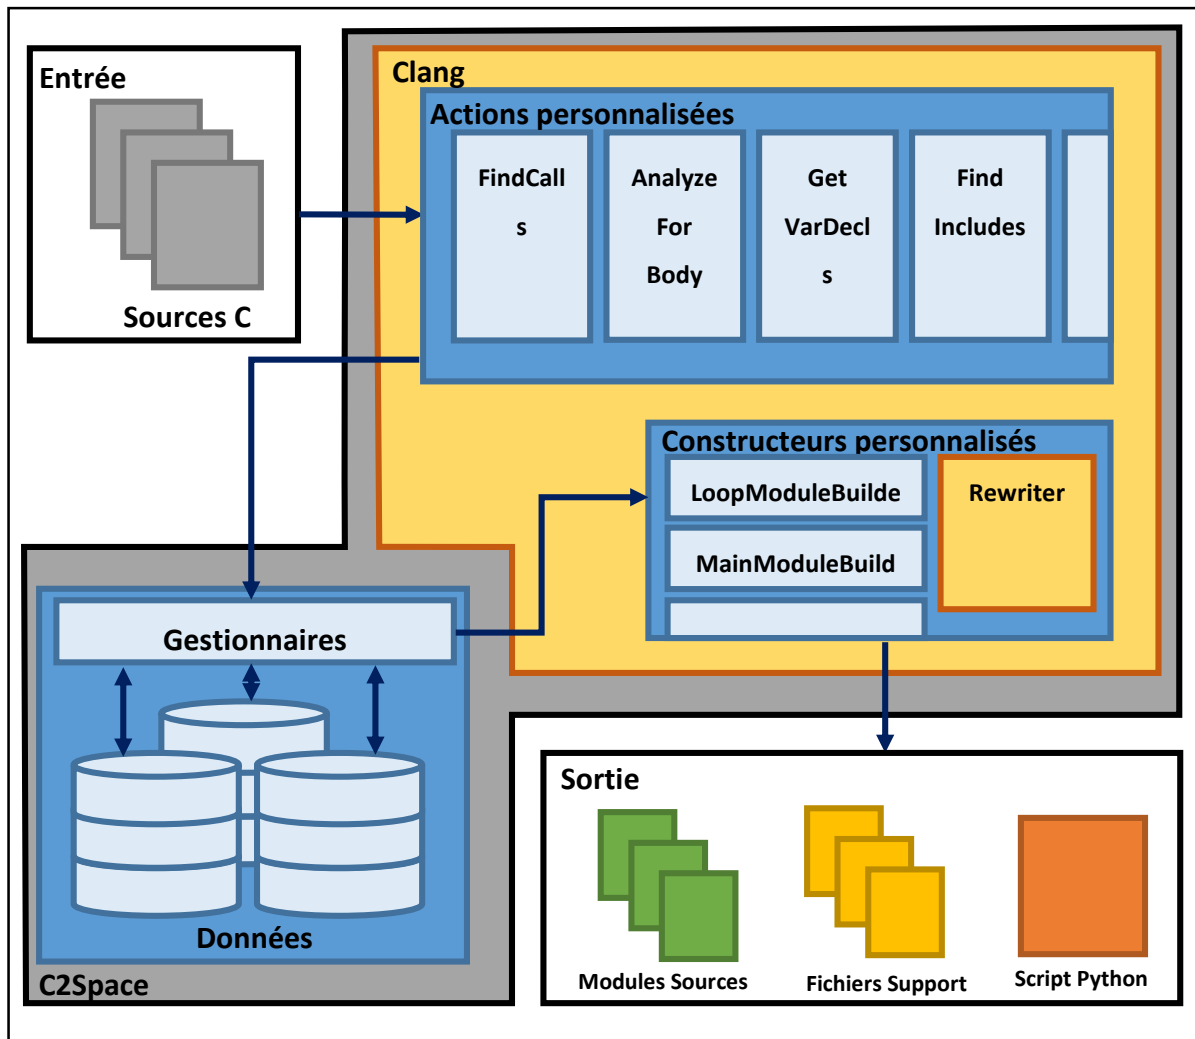 Entrée
Sources C
Clang
Actions personnalisées
FindCall
s
Analyze
For
Body
Get
VarDecl
s
Find
Includes
Constructeurs personnalisés
LoopModuleBuilde
MainModuleBuild
Rewriter
Gestionnaires
Données
C2Space
Sortie
Modules Sources
Fichiers Support
Script Python